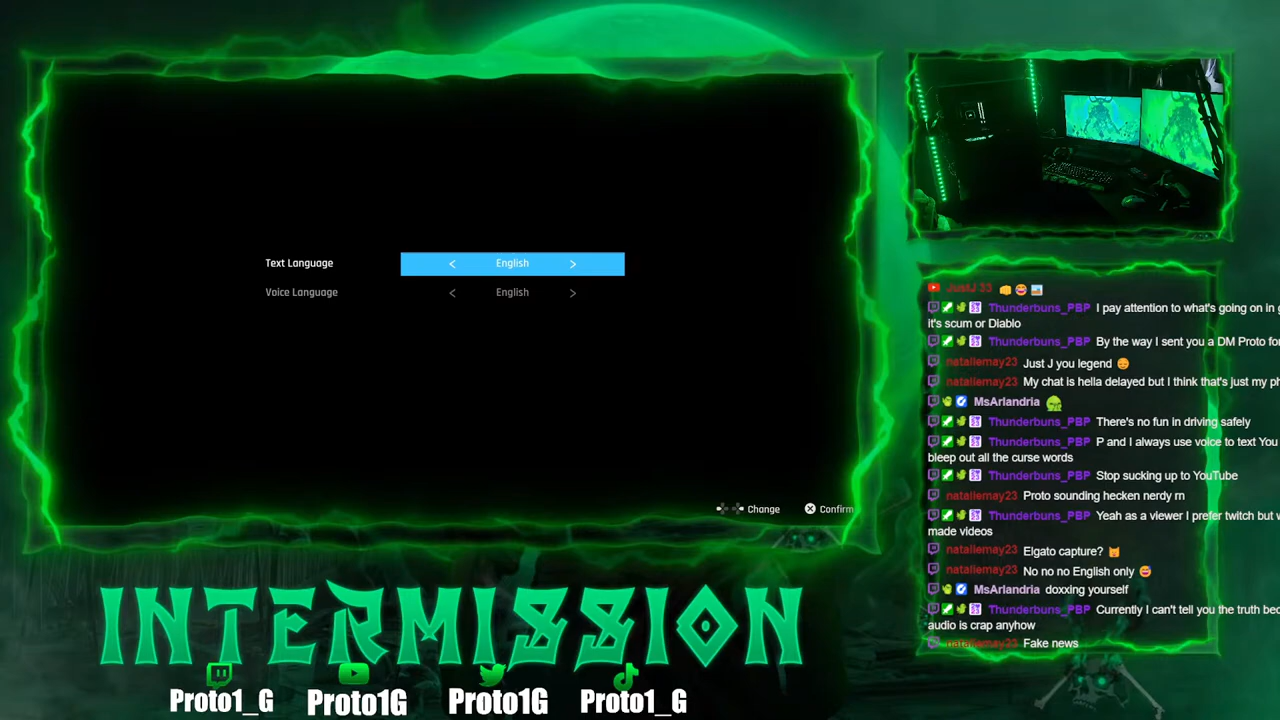 Text Language < English >
Voice Language < English >
Change Confirm
INTERMISSION
Proto1_G Proto1G Proto1G Proto1_G
JustJ 33
Thunderbuns_PBP I pay attention to what's going on in
it's scum or Diablo
Thunderbuns_PBP By the way I sent you a DM Proto
nataliemay23 Just J you legend
nataliemay23 My chat is hella delayed but I think that's just my
MsArlandria
Thunderbuns_PBP There's no fun in driving safely
Thunderbuns_PBP P and I always use voice to text You
bleep out all the curse words
Thunderbuns_PBP Stop sucking up to YouTube
nataliemay23 Proto sounding hecken nerdy rn
Thunderbuns_PBP Yeah as a viewer I prefer twitch but
made videos
nataliemay23 Elgato capture?
nataliemay23 No no no English only
MsArlandria doxxing yourself
Thunderbuns_PBP Currently I can't tell you the truth
audio is crap anyhow
nataliemay23 Fake news